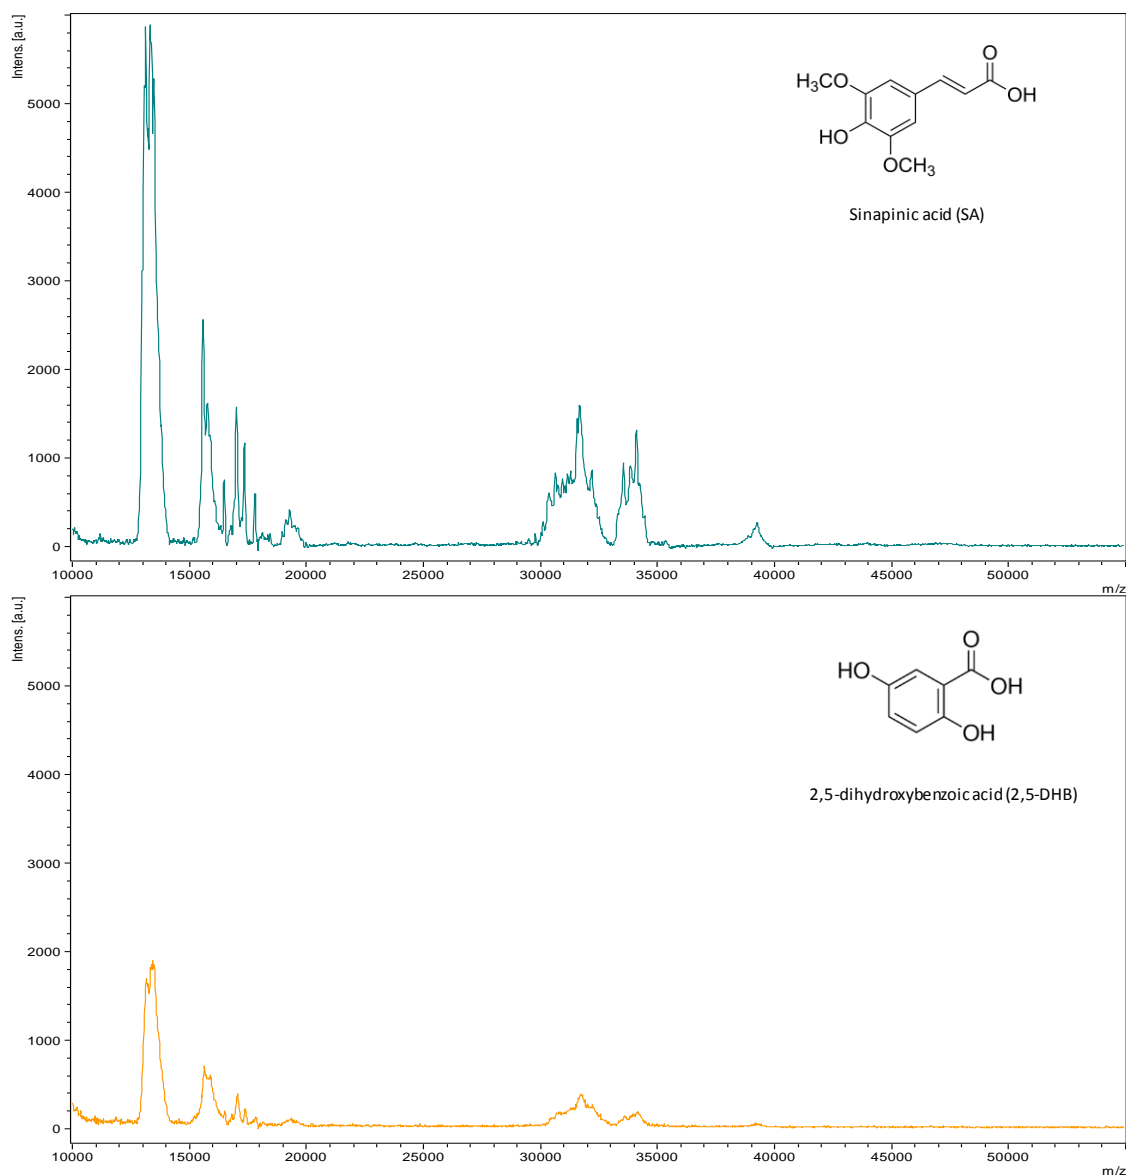 Intens. [a.u.]
5000
4000
3000
2000
1000
0
10000 15000 20000 25000 30000 35000 40000 45000 50000
m/z
O
H₃CO
OH
HO
OCH₃
Sinapinic acid (SA)
Intens. [a.u.]
5000
4000
3000
2000
1000
0
10000 15000 20000 25000 30000 35000 40000 45000 50000
m/z
O
HO
OH
OH
2,5-dihydroxybenzoic acid (2,5-DHB)